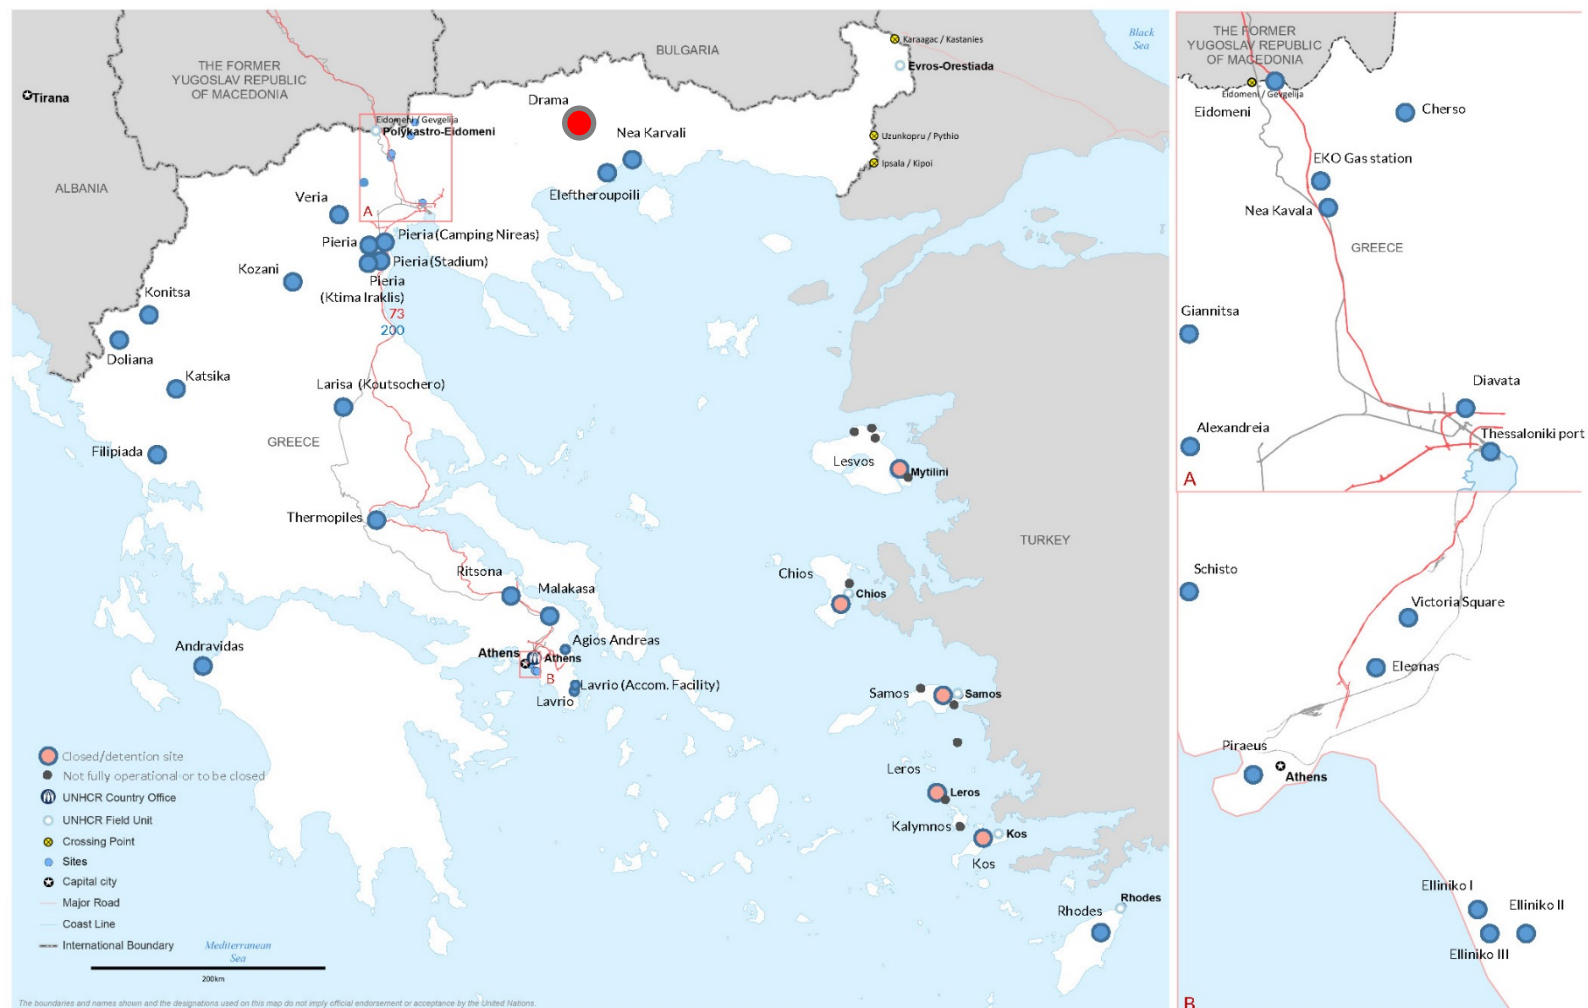 BULGARIA
Black
Sea
Karaagac / Kastanies
Evros-Orestiada
THE FORMER
YUGOSLAV REPUBLIC
OF MACEDONIA
Tirana
Drama
Eidomeni / Gevgelija
Polykastro-Eidomeni
Nea Karvali
Uzunkopru / Pythio
Ipsala / Kipoi
ALBANIA
Veria
A
Eleftheroupoili
Pieria
Pieria (Camping Nireas)
Pieria (Stadium)
Kozani
Pieria
(Ktima Iraklis)
Konitsa
73
200
Doliana
Katsika
Larisa (Koutsochero)
GREECE
Filipiada
Lesvos
Mytilini
Thermopiles
TURKEY
Ritsona
Malakasa
Chios
Chios
Andravidas
Agios Andreas
Athens
Athens
B
Lavrio (Accom. Facility)
Lavrio
Samos
Samos
Leros
Leros
Kalymnos
Kos
Kos
Rhodes
Rhodes
Closed/detention site
Not fully operational or to be closed
UNHCR Country Office
UNHCR Field Unit
Crossing Point
Sites
Capital city
Major Road
Coast Line
International Boundary
Mediterranean
Sea
200km
The boundaries and names shown and the designations used on this map do not imply official endorsement or acceptance by the United Nations.
THE FORMER
YUGOSLAV REPUBLIC
OF MACEDONIA
Eidomeni / Gevgelija
Eidomeni
Cherso
EKO Gas station
Nea Kavala
GREECE
Giannitsa
Diavata
Alexandreia
Thessaloniki port
A
Schisto
Victoria Square
Eleonas
Piraeus
Athens
Elliniko I
Elliniko II
Elliniko III
B